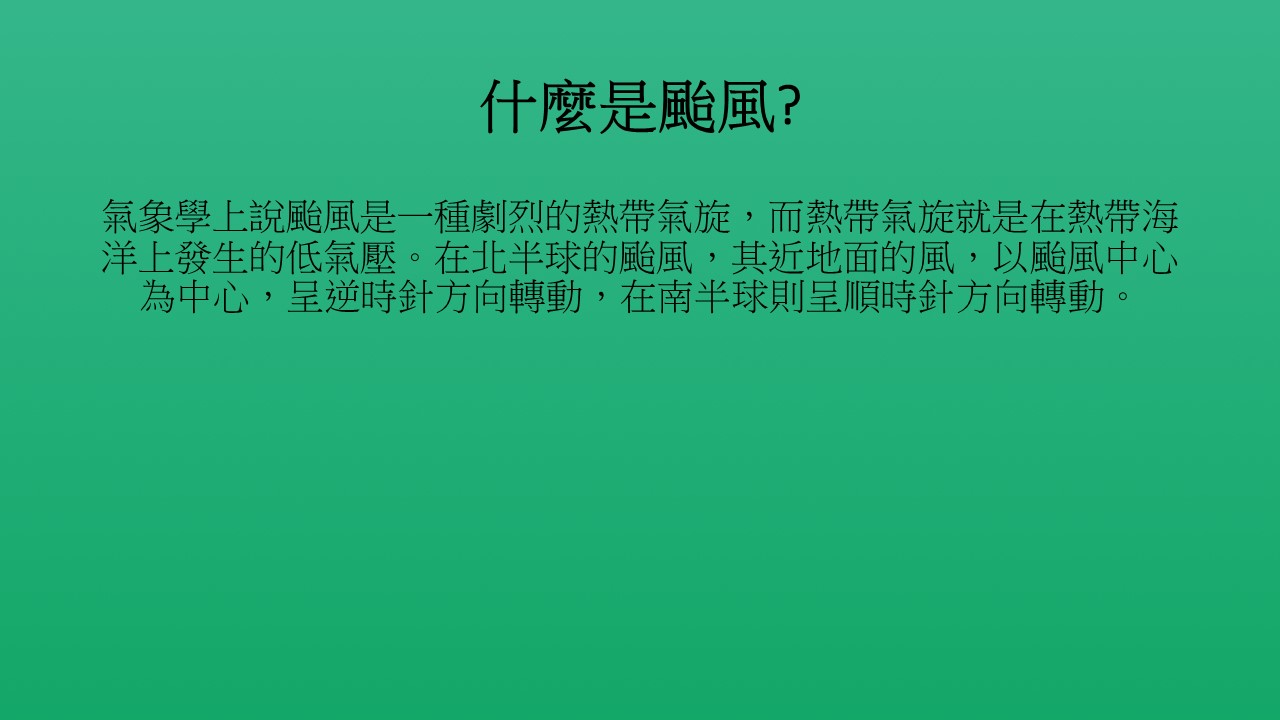 什麼是颱風?
氣象學上說颱風是一種劇烈的熱帶氣旋，而熱帶氣旋就是在熱帶海
洋上發生的低氣壓。在北半球的颱風，其近地面的風，以颱風中心
為中心，呈逆時針方向轉動，在南半球則呈順時針方向轉動。